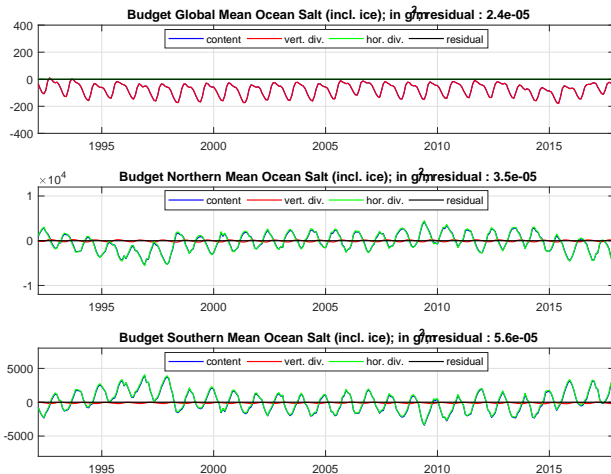 Budget Global Mean Ocean Salt (incl. ice); in g/m², residual : 2.4e-05
content vert. div. hor. div. residual
400
200
0
-200
-400
1995 2000 2005 2010 2015
Budget Northern Mean Ocean Salt (incl. ice); in g/m², residual : 3.5e-05
×10⁴
content vert. div. hor. div. residual
1
0
-1
1995 2000 2005 2010 2015
Budget Southern Mean Ocean Salt (incl. ice); in g/m², residual : 5.6e-05
content vert. div. hor. div. residual
5000
0
-5000
1995 2000 2005 2010 2015